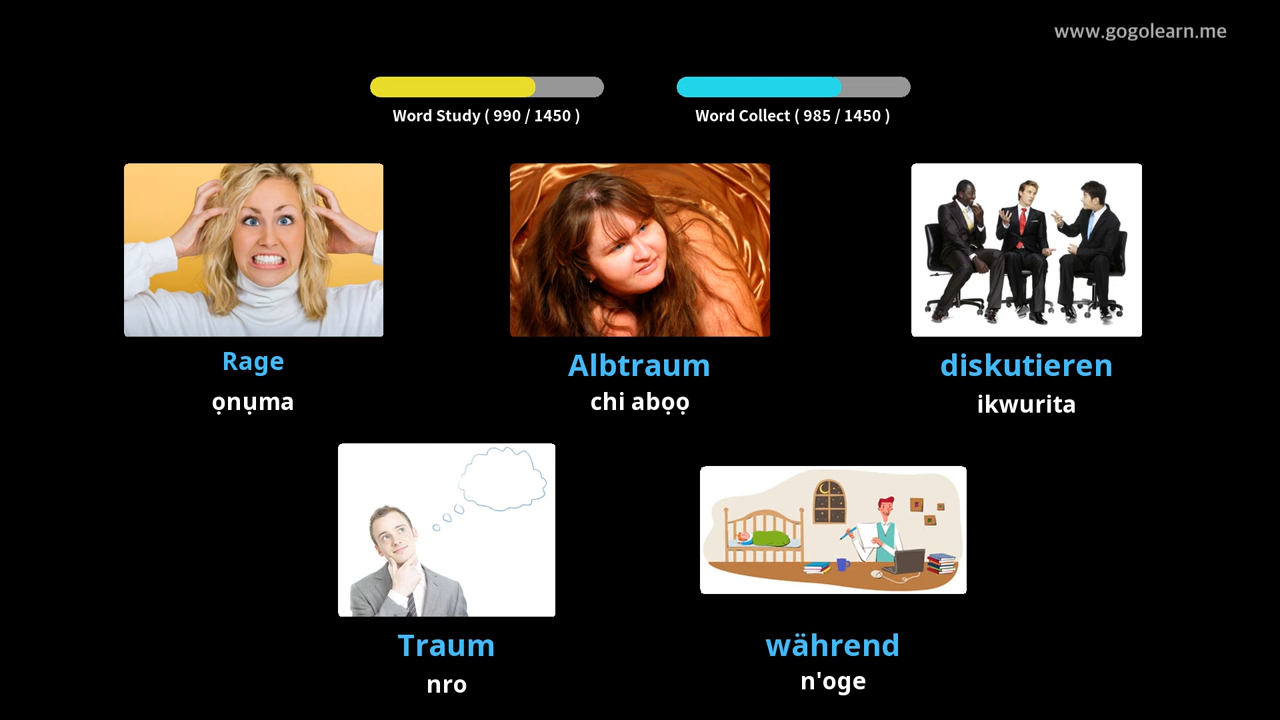 www.gogolearn.me
Word Study ( 990 / 1450 )
Word Collect ( 985 / 1450 )
Rage
ọnụma
Albtraum
chi abọọ
diskutieren
ikwurita
Traum
nro
während
n'oge